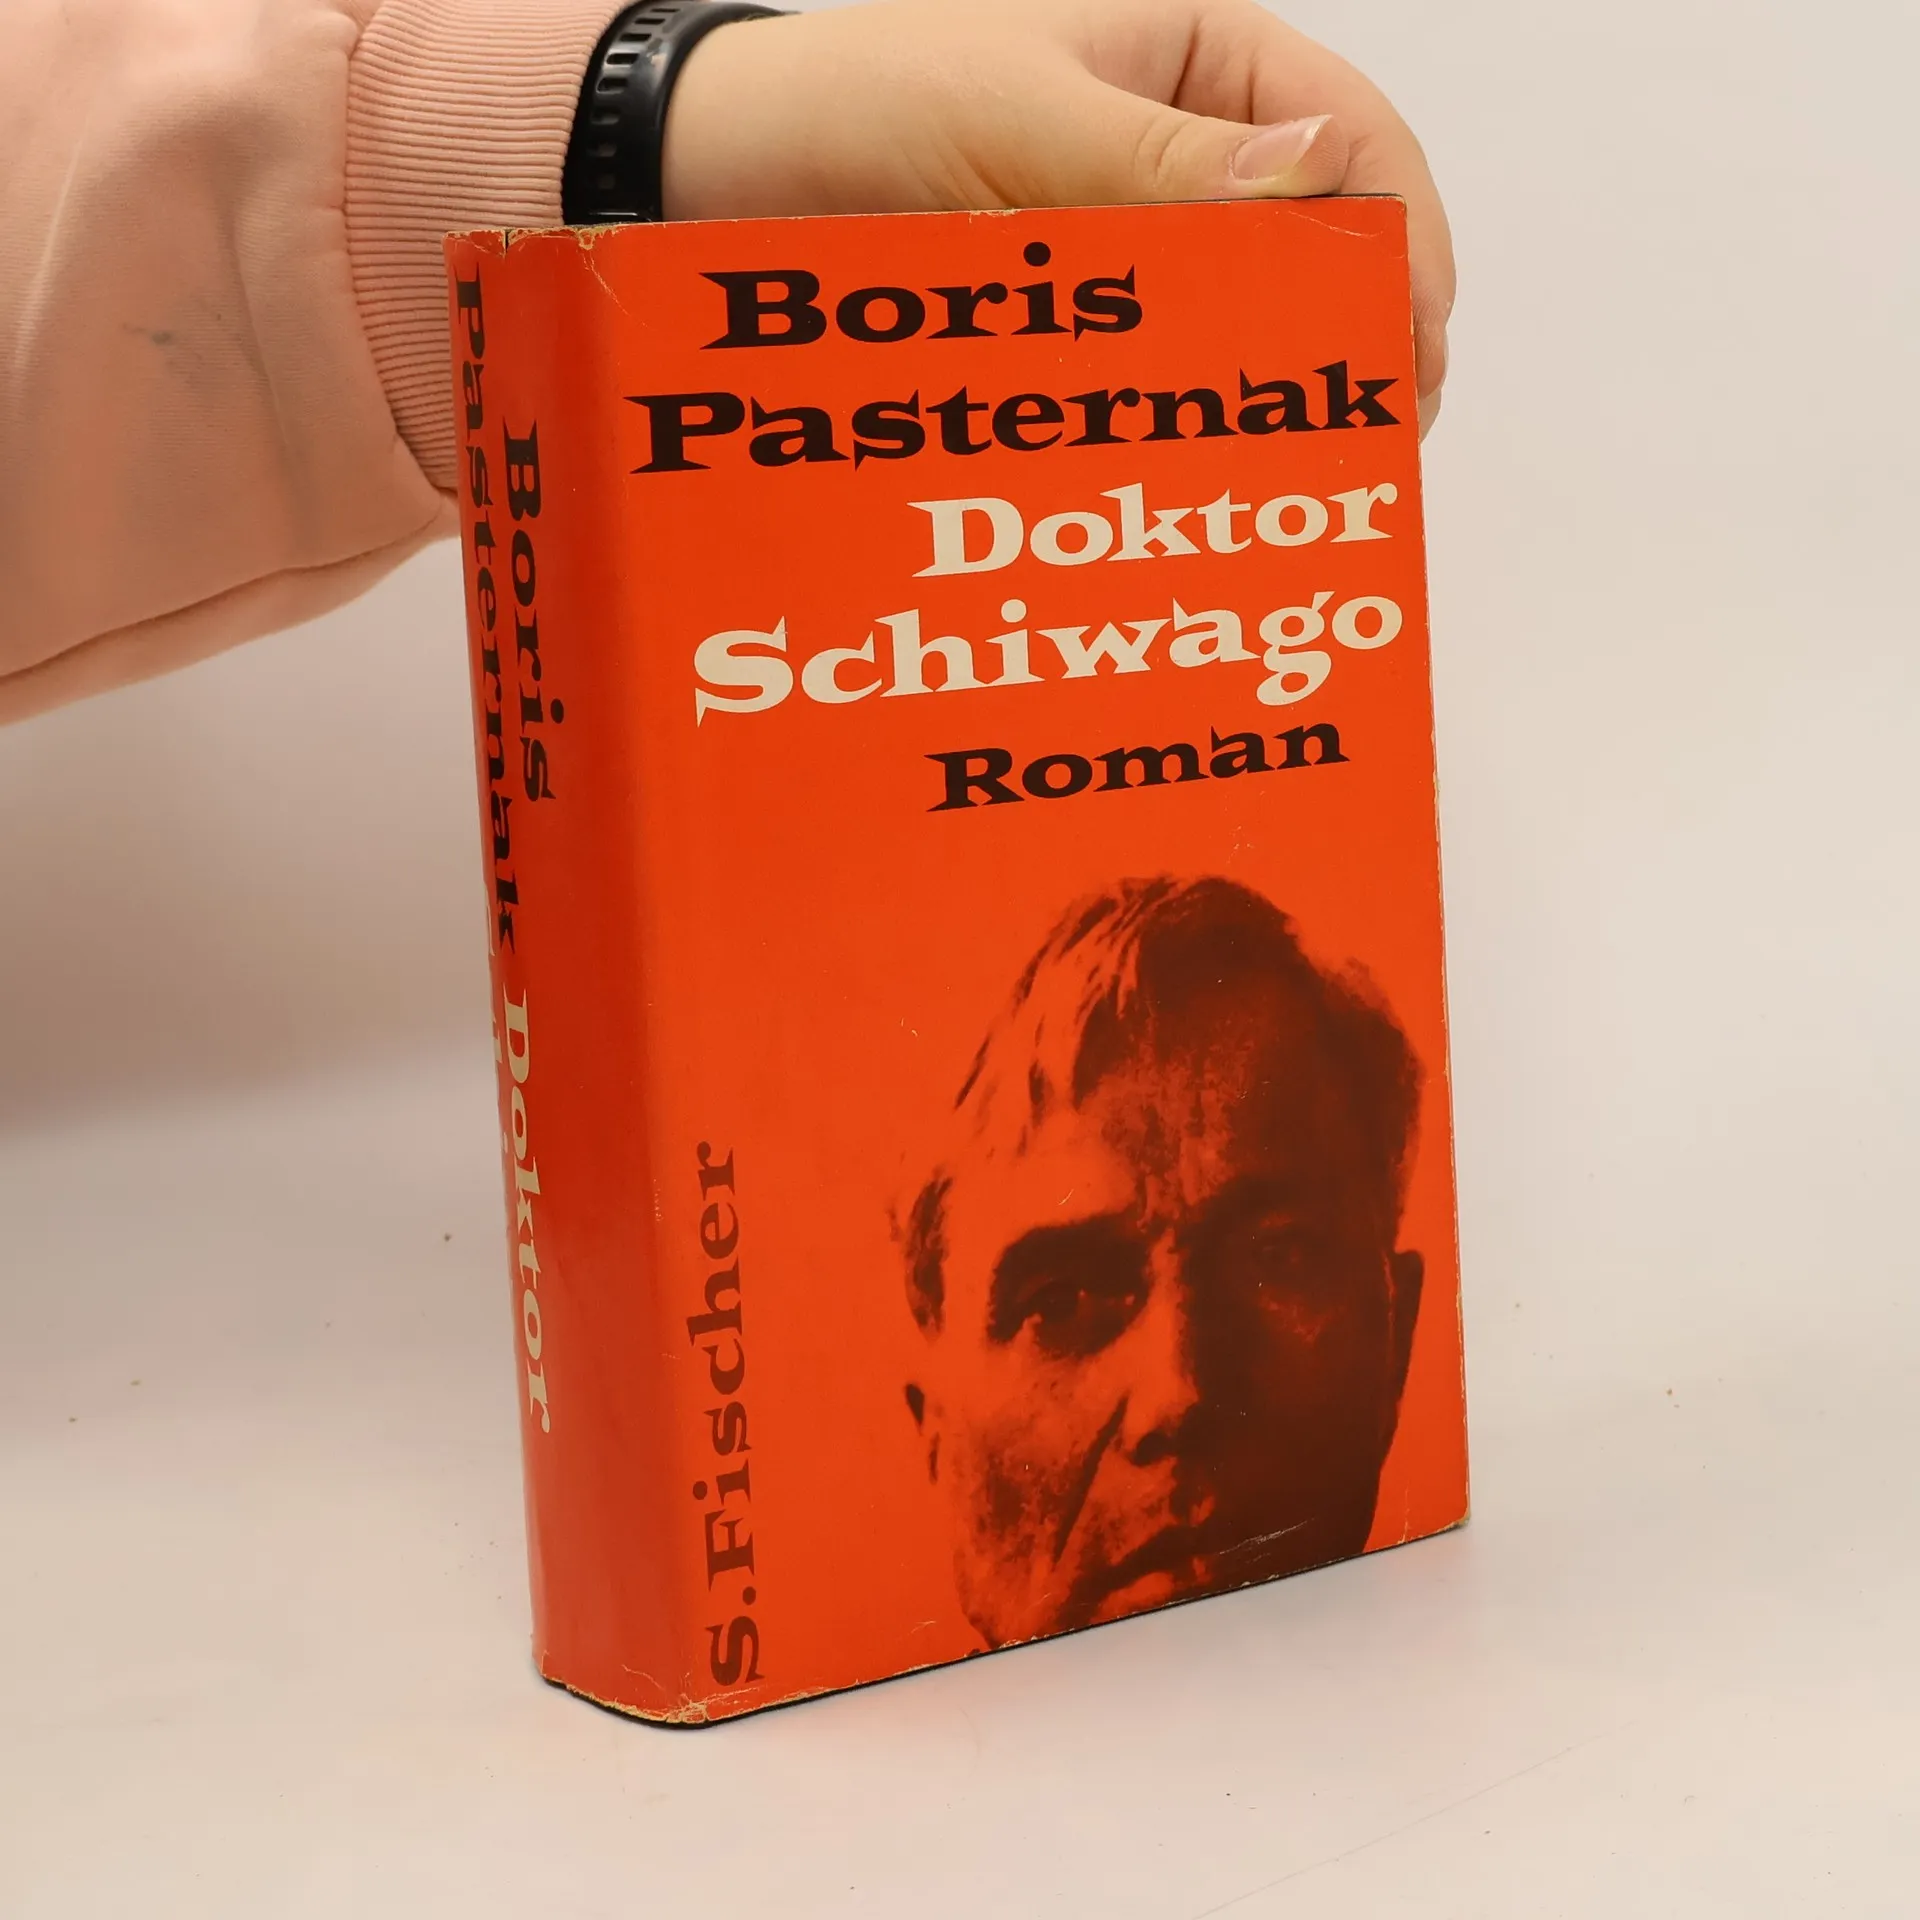 Boris
Pasternak
Doktor
Schiwago
Roman
S.Fischer
Boris
Pasternak
Doktor